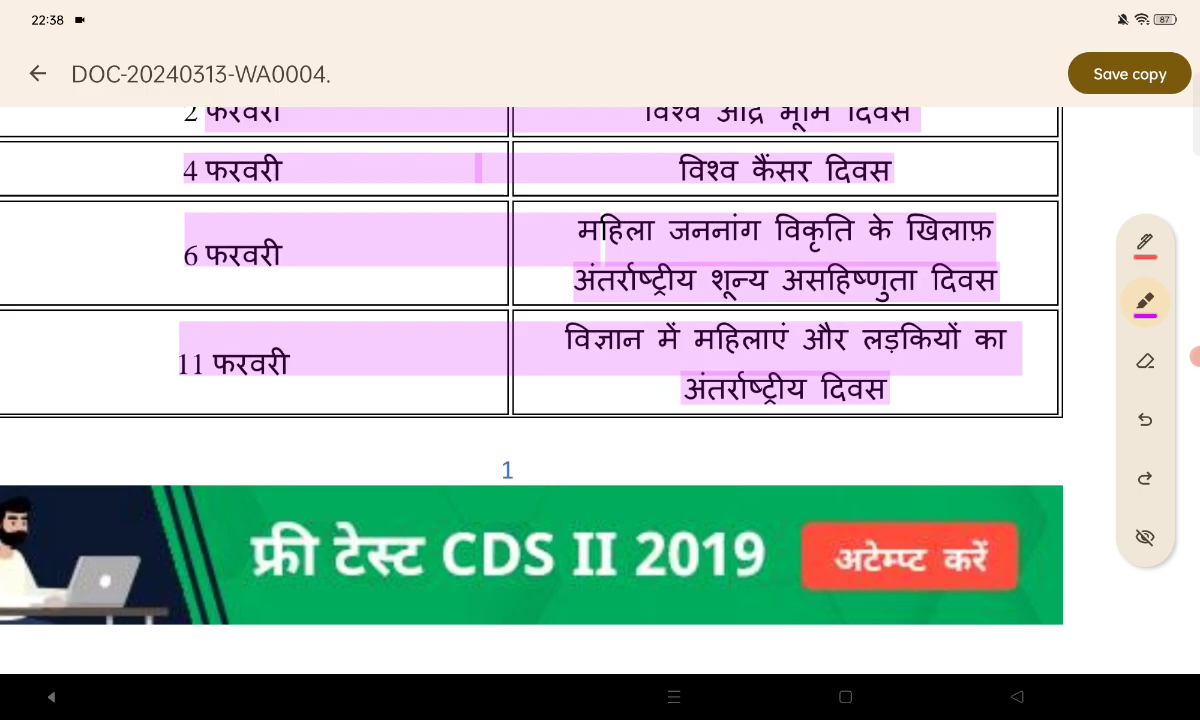 22:38
87
DOC-20240313-WA0004.
Save copy
2 फरवरी
विश्व आर्द्र भूमि दिवस
4 फरवरी
विश्व कैंसर दिवस
6 फरवरी
महिला जननांग विकृति के खिलाफ़
अंतर्राष्ट्रीय शून्य असहिष्णुता दिवस
11 फरवरी
विज्ञान में महिलाएं और लड़कियों का
अंतर्राष्ट्रीय दिवस
1
फ्री टेस्ट CDS II 2019
अटेम्प्ट करें